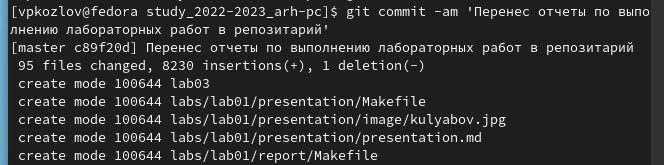 [vpkozlov@fedora study_2022-2023_arh-pc]$ git commit -am 'Перенес отчеты по выпо
лнению лабораторных работ в репозитарий'
[master c89f20d] Перенес отчеты по выполнению лабораторных работ в репозитарий
 95 files changed, 8230 insertions(+), 1 deletion(-)
 create mode 100644 lab03
 create mode 100644 labs/lab01/presentation/Makefile
 create mode 100644 labs/lab01/presentation/image/kulyabov.jpg
 create mode 100644 labs/lab01/presentation/presentation.md
 create mode 100644 labs/lab01/report/Makefile